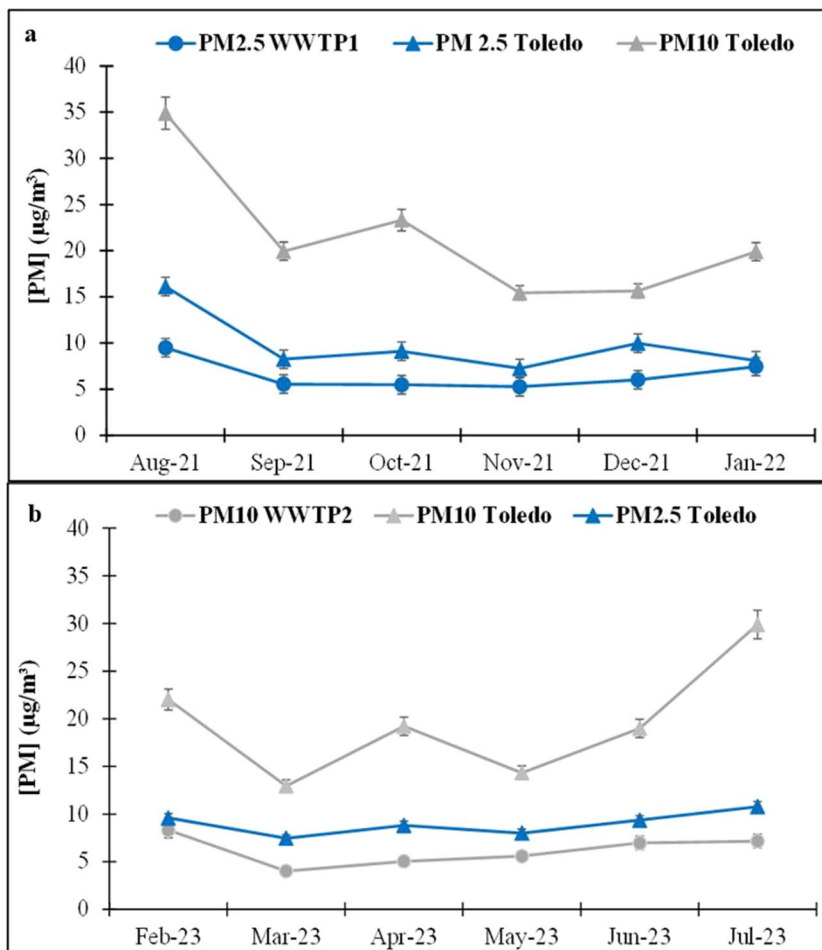 a
PM2.5 WWTP1 PM 2.5 Toledo PM10 Toledo
[PM] (µg/m³)
40
35
30
25
20
15
10
5
0
Aug-21 Sep-21 Oct-21 Nov-21 Dec-21 Jan-22
b
PM10 WWTP2 PM10 Toledo PM2.5 Toledo
[PM] (µg/m³)
40
35
30
25
20
15
10
5
0
Feb-23 Mar-23 Apr-23 May-23 Jun-23 Jul-23